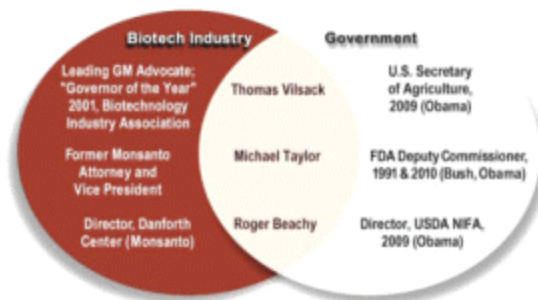 Biotech Industry
Government
Leading GM Advocate;
"Governor of the Year"
2001, Biotechnology
Industry Association
Thomas Vilsack
U.S. Secretary
of Agriculture,
2009 (Obama)
Former Monsanto
Attorney and
Vice President
Michael Taylor
FDA Deputy Commissioner,
1991 & 2010 (Bush, Obama)
Director, Danforth
Center (Monsanto)
Roger Beachy
Director, USDA NIFA,
2009 (Obama)